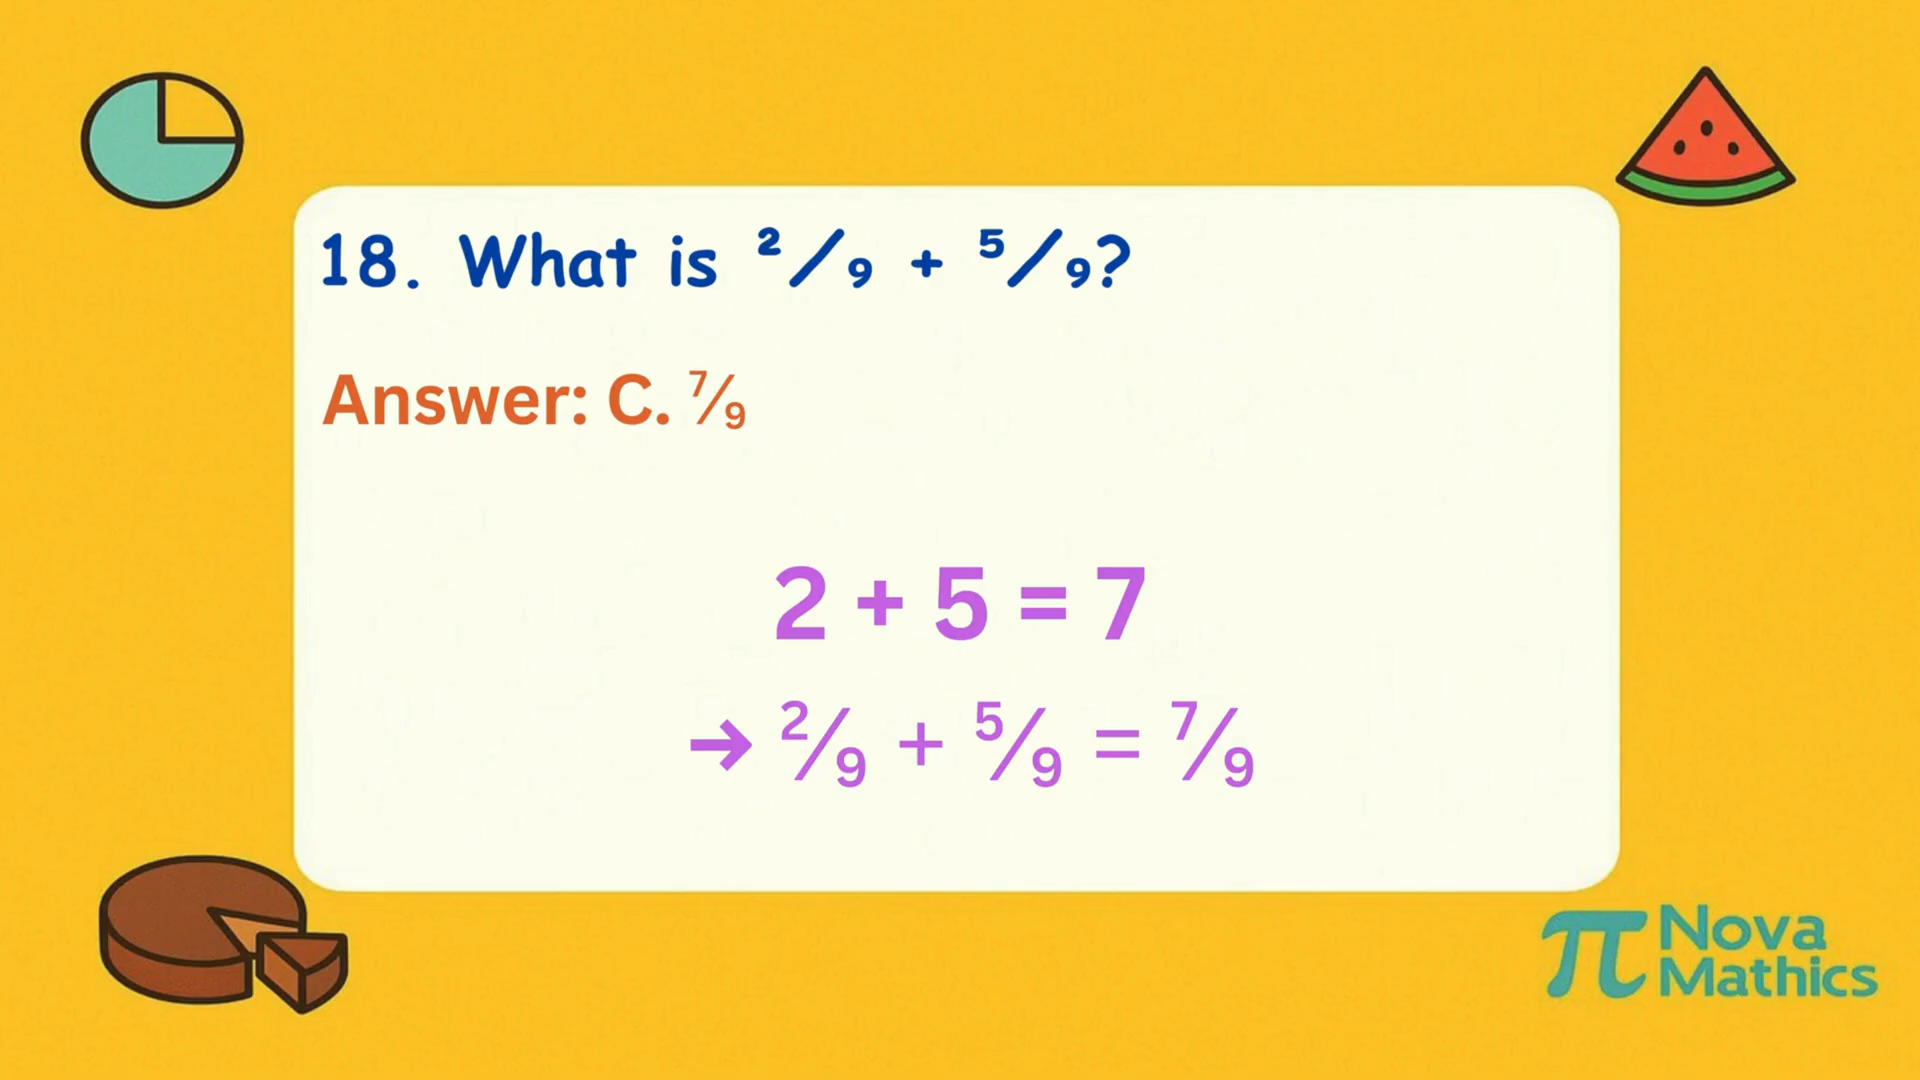 18. What is ²/₉ + ⁵/₉?
Answer: C. ⁷⁄₉
2 + 5 = 7
➜ ²⁄₉ + ⁵⁄₉ = ⁷⁄₉
π Nova
Mathics